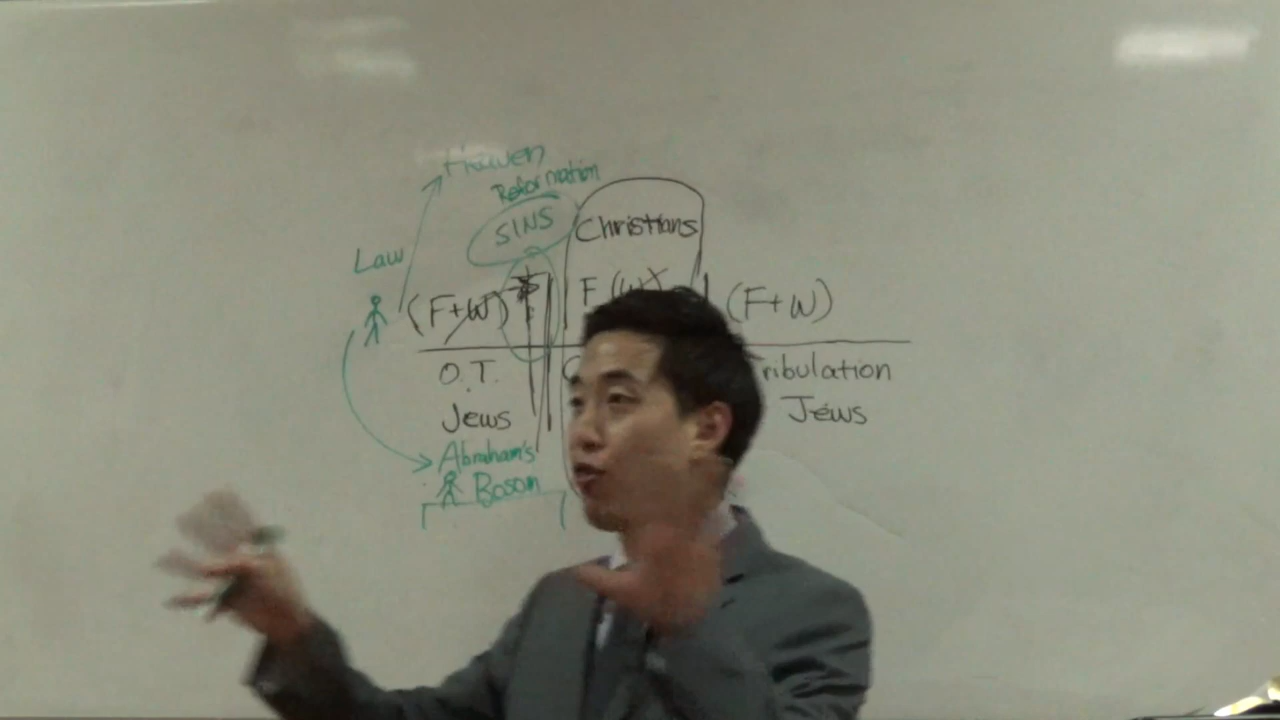 Heaven
Reformation
SINS
Christians
Law
(F+W)
F (W)
(F+W)
O.T.
Tribulation
Jews
Jews
Abraham's
Bosom